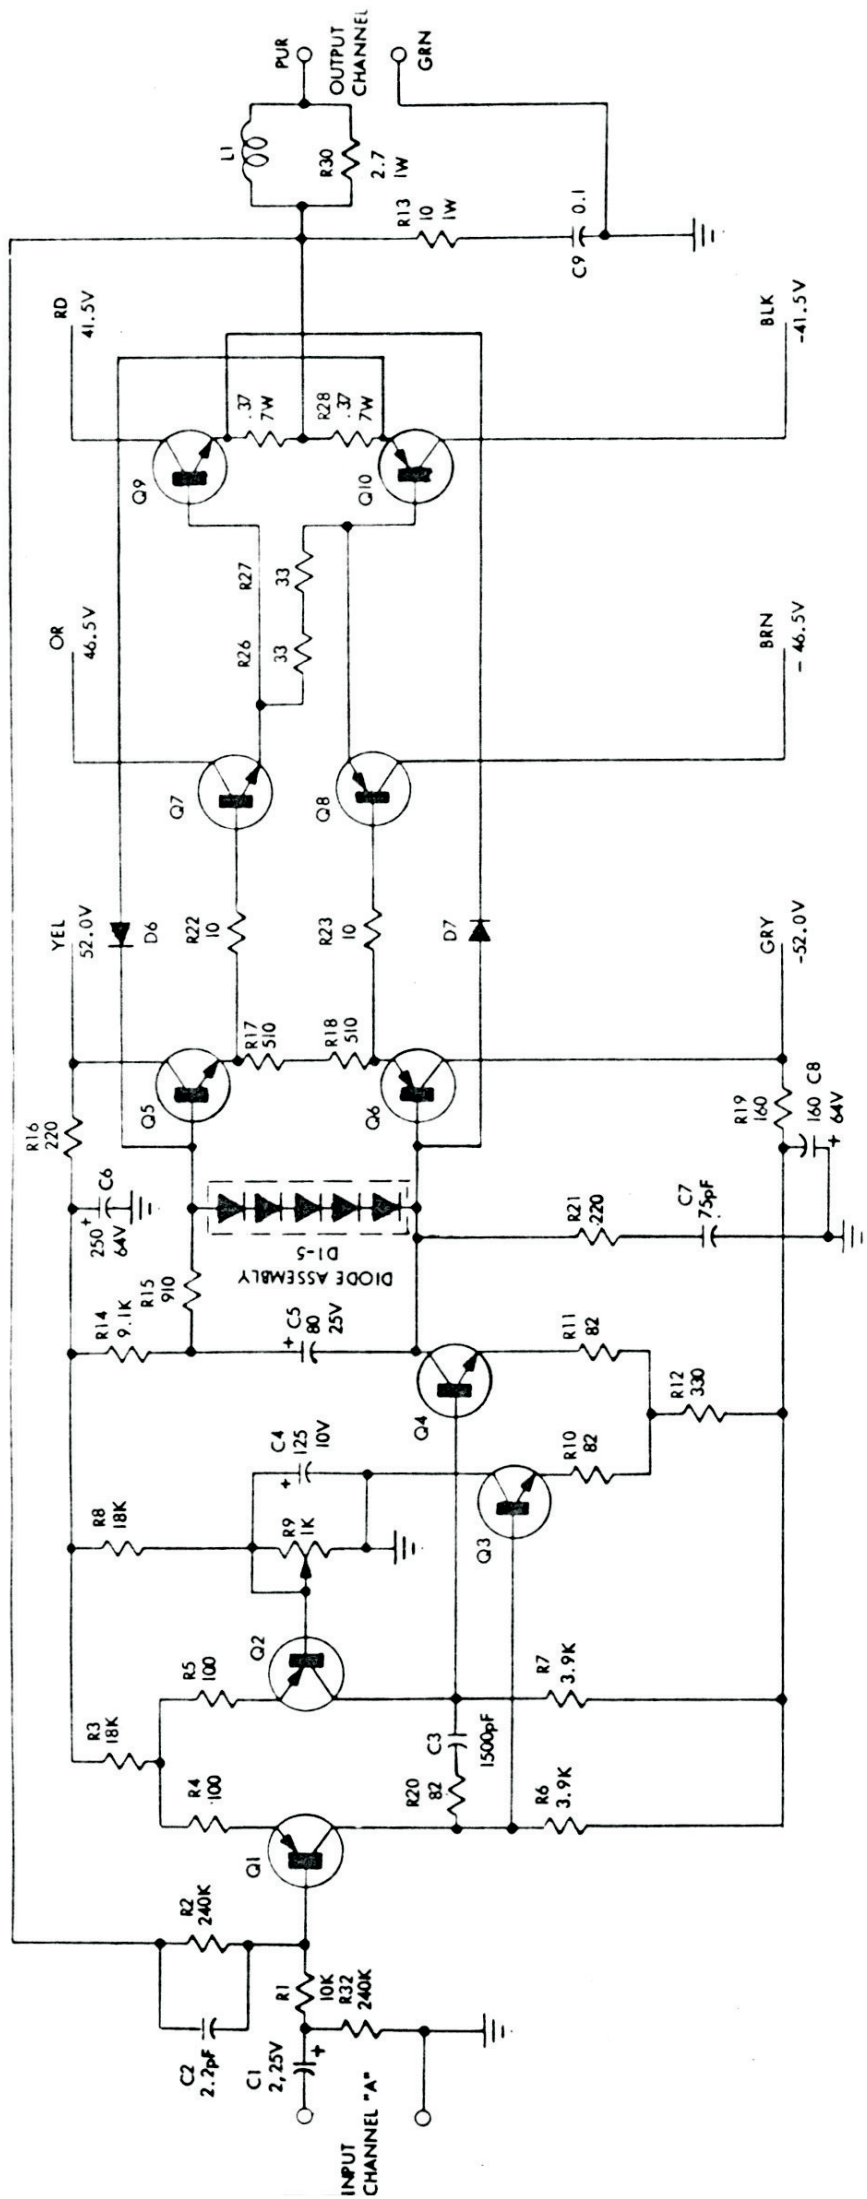 INPUT
CHANNEL "A"
C1
2,25V
+
R1
10K
R32
240K
C2
2.2pF
R2
240K
Q1
R4
100
R3
18K
R5
100
Q2
R20
82
C3
1500pF
R6
3.9K
R7
3.9K
R8
18K
R9
1K
C4
125
10V
+
Q3
Q4
R10
82
R11
82
R12
330
R14
9.1K
R15
910
C5
80
25V
+
250
64V
+
C6
R16
220
DIODE ASSEMBLY
D1-5
R21
220
C7
75pF
Q5
Q6
R17
510
R18
510
R19
160
160
64V
+
C8
YEL
52.0V
GRY
-52.0V
D6
D7
R22
10
R23
10
Q7
Q8
OR
46.5V
BRN
- 46.5V
R26
33
R27
33
Q9
Q10
.37
7W
R28
.37
7W
RD
41.5V
BLK
-41.5V
R13
10
1W
C9
0.1
L1
R30
2.7
1W
PUR
OUTPUT
CHANNEL
GRN